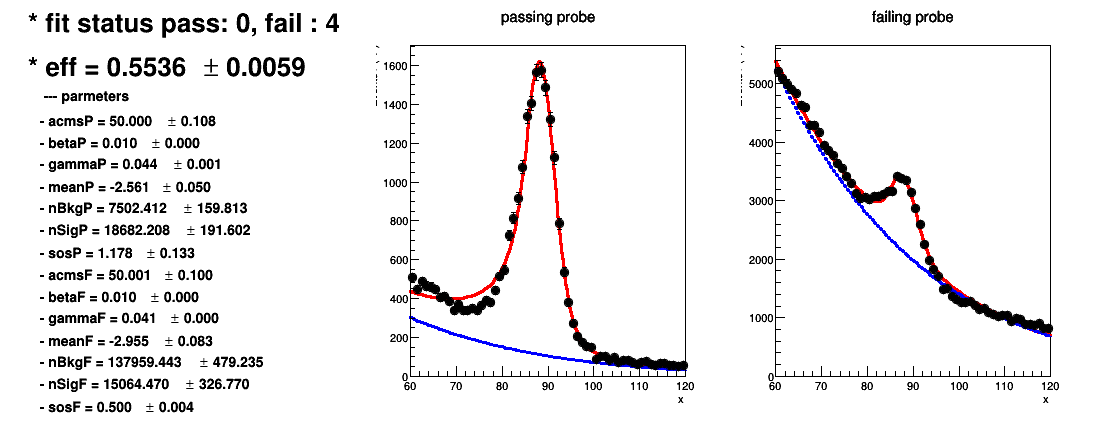 * fit status pass: 0, fail : 4
* eff = 0.5536 ± 0.0059
--- parmeters
- acmsP = 50.000 ± 0.108
- betaP = 0.010 ± 0.000
- gammaP = 0.044 ± 0.001
- meanP = -2.561 ± 0.050
- nBkgP = 7502.412 ± 159.813
- nSigP = 18682.208 ± 191.602
- sosP = 1.178 ± 0.133
- acmsF = 50.001 ± 0.100
- betaF = 0.010 ± 0.000
- gammaF = 0.041 ± 0.000
- meanF = -2.955 ± 0.083
- nBkgF = 137959.443 ± 479.235
- nSigF = 15064.470 ± 326.770
- sosF = 0.500 ± 0.004
passing probe
1600
1400
1200
1000
800
600
400
200
0
60 70 80 90 100 110 120
x
failing probe
5000
4000
3000
2000
1000
0
60 70 80 90 100 110 120
x